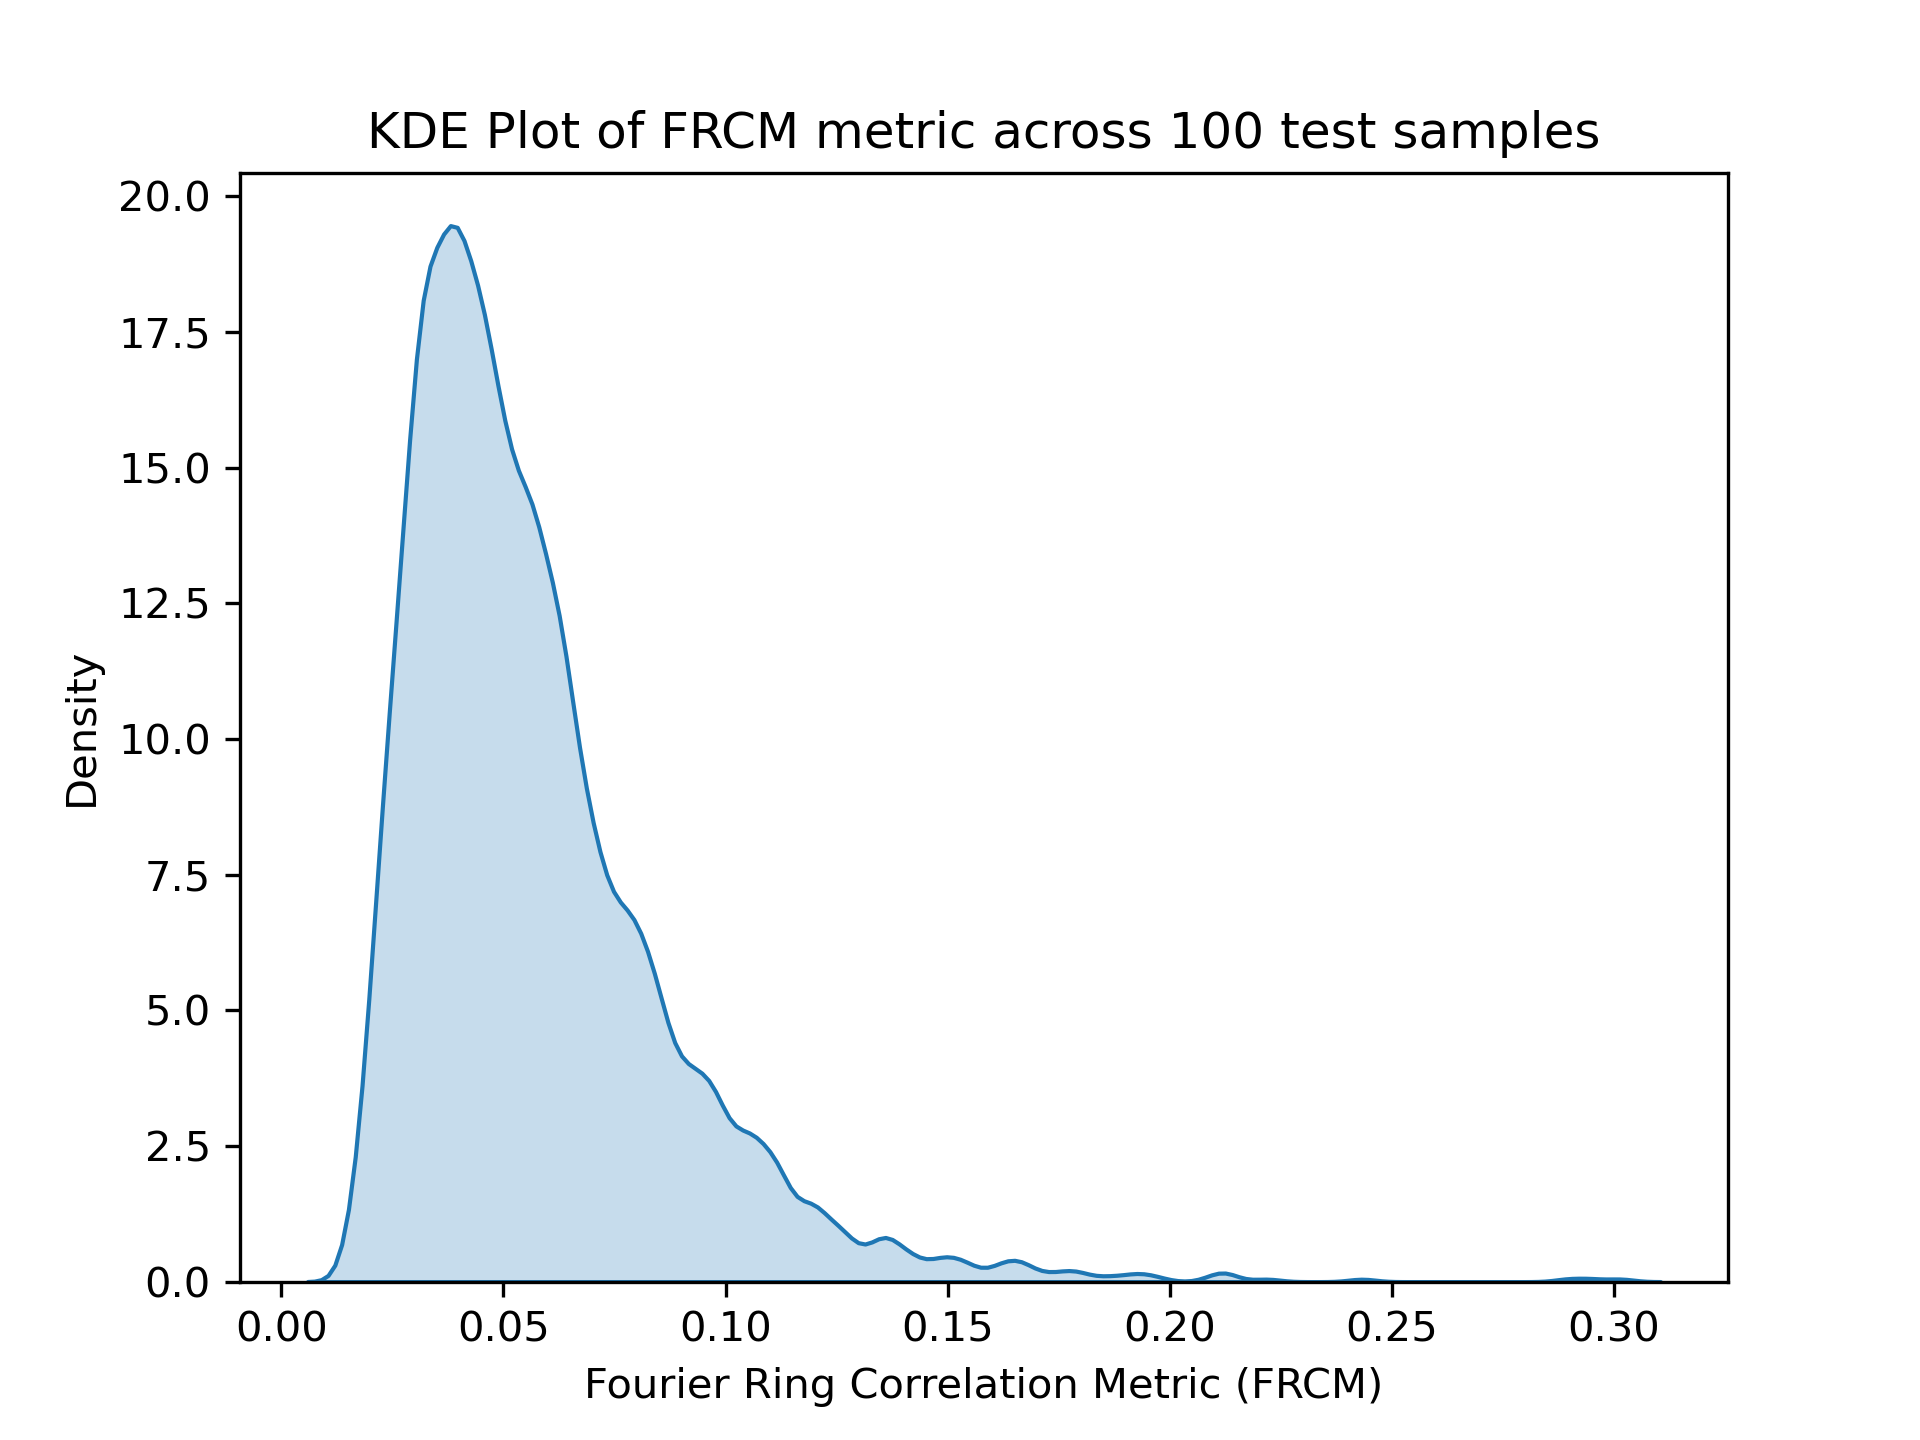 KDE Plot of FRCM metric across 100 test samples
20.0
17.5
15.0
12.5
10.0
7.5
5.0
2.5
0.0
Density
0.00 0.05 0.10 0.15 0.20 0.25 0.30
Fourier Ring Correlation Metric (FRCM)